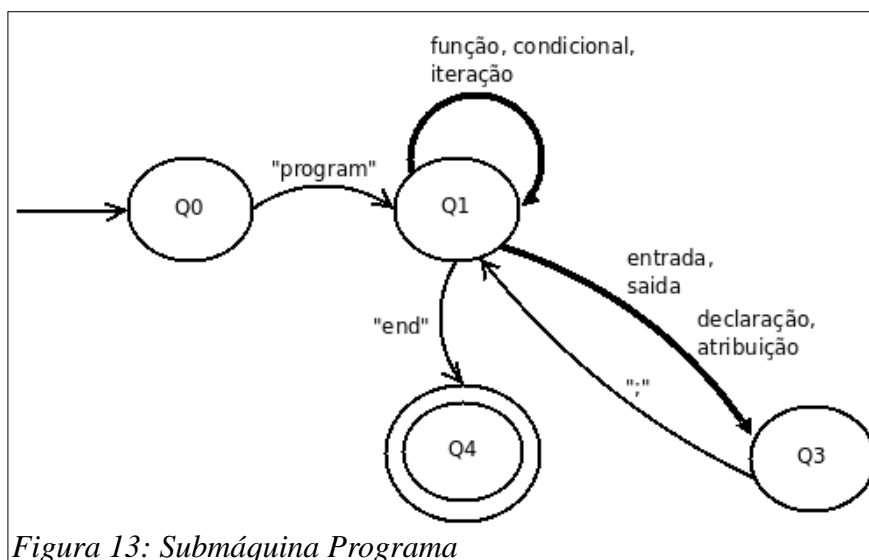 função, condicional,
iteração
"program"
Q0
Q1
entrada,
saida
declaração,
atribuição
"end"
";"
Q4
Q3
Figura 13: Submáquina Programa